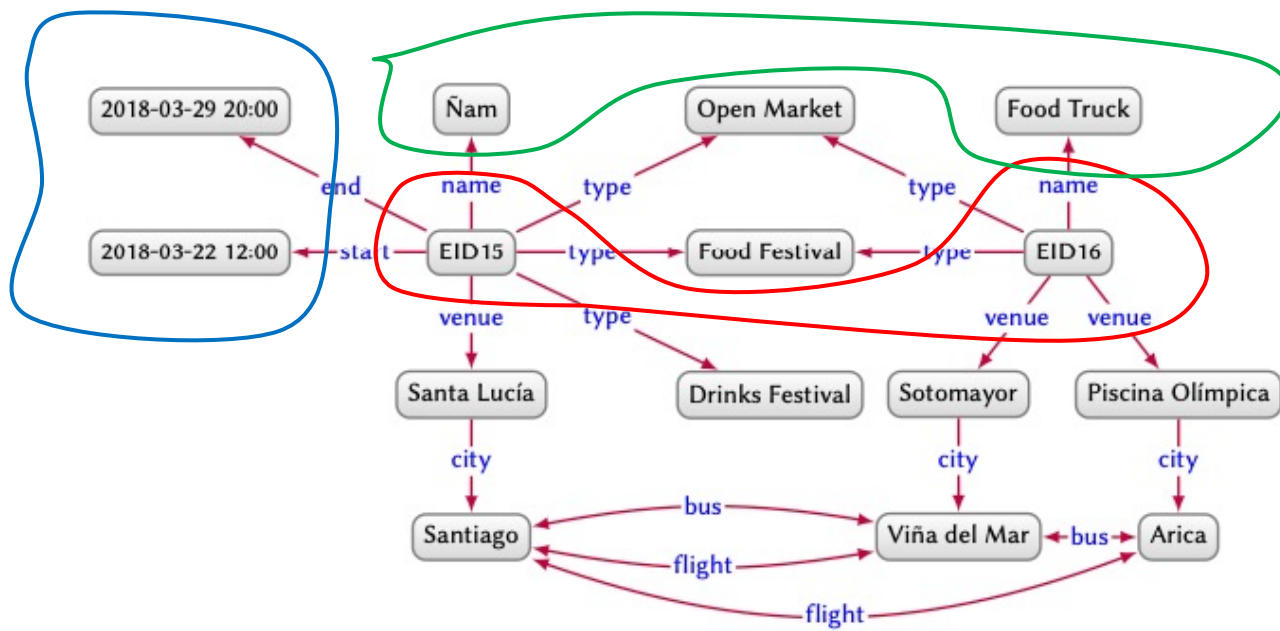 2018-03-29 20:00
Ñam
Open Market
Food Truck
end
name
type
type
name
2018-03-22 12:00
start
EID15
type
Food Festival
type
EID16
venue
type
venue
venue
Santa Lucía
Drinks Festival
Sotomayor
Piscina Olímpica
city
city
city
bus
Santiago
Viña del Mar
bus
Arica
flight
flight